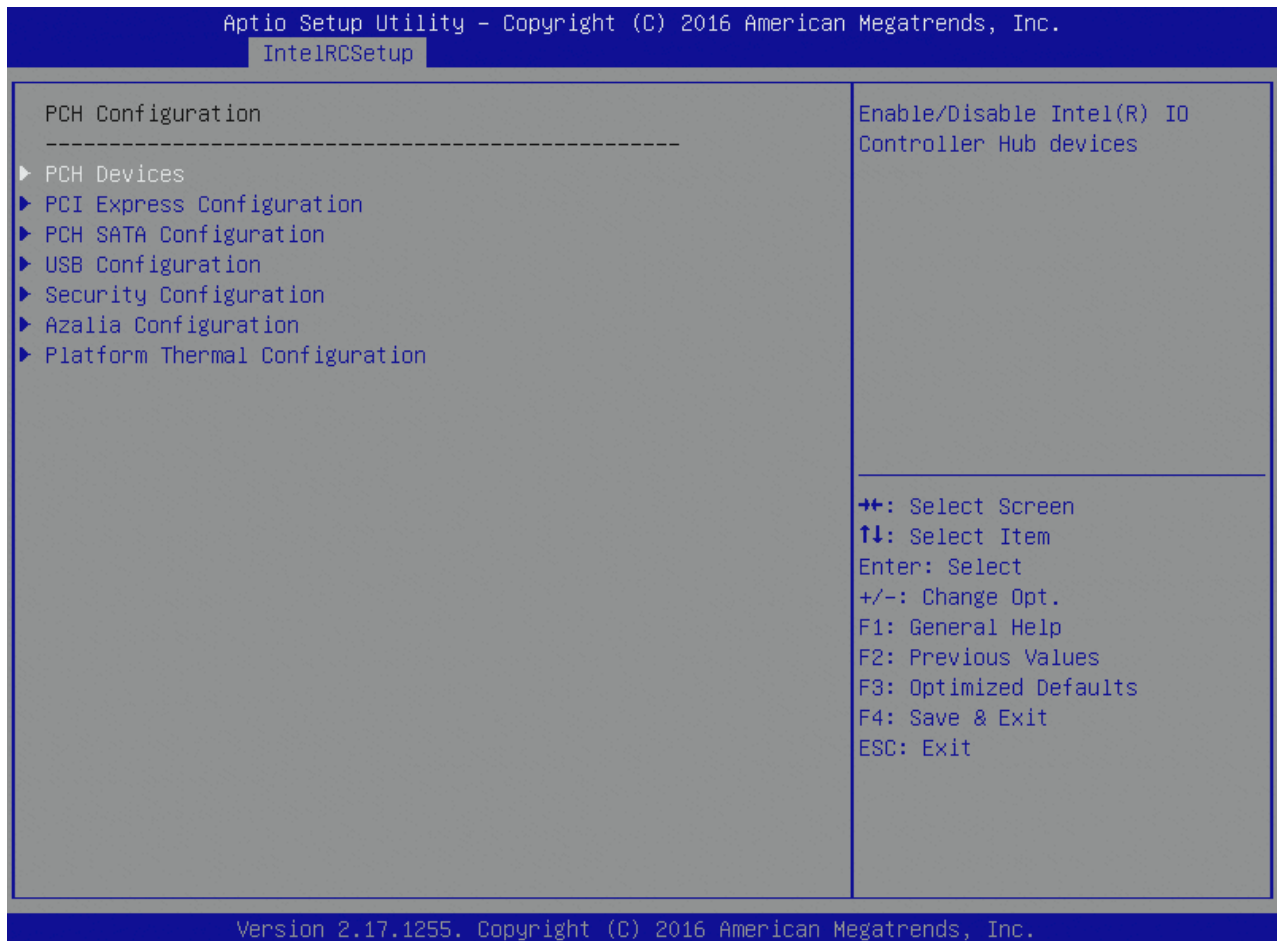 Aptio Setup Utility – Copyright (C) 2016 American Megatrends, Inc.
IntelRCSetup
PCH Configuration
--------------------------------------------------
PCH Devices
PCI Express Configuration
PCH SATA Configuration
USB Configuration
Security Configuration
Azalia Configuration
Platform Thermal Configuration
Enable/Disable Intel(R) IO
Controller Hub devices
→←: Select Screen
↑↓: Select Item
Enter: Select
+/-: Change Opt.
F1: General Help
F2: Previous Values
F3: Optimized Defaults
F4: Save & Exit
ESC: Exit
Version 2.17.1255. Copyright (C) 2016 American Megatrends, Inc.